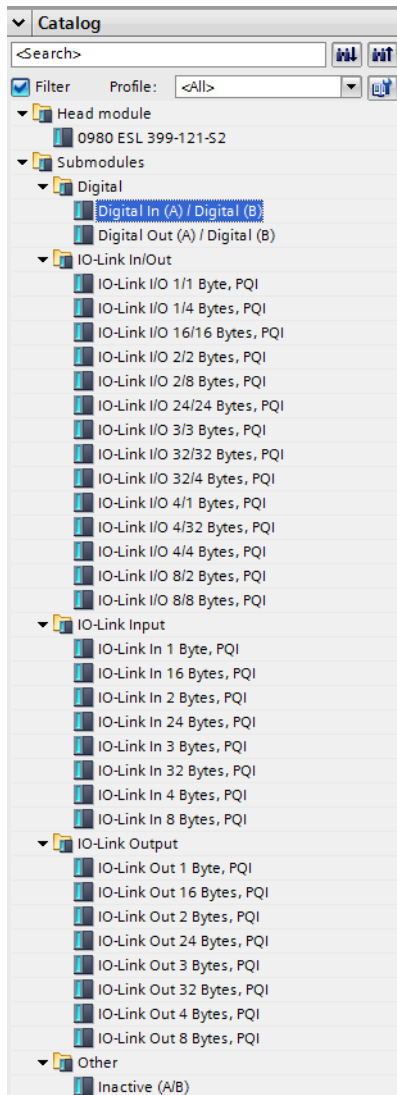 Catalog
<Search>
Filter Profile: <All>
Head module
0980 ESL 399-121-S2
Submodules
Digital
Digital In (A) / Digital (B)
Digital Out (A) / Digital (B)
IO-Link In/Out
IO-Link I/O 1/1 Byte, PQI
IO-Link I/O 1/4 Bytes, PQI
IO-Link I/O 16/16 Bytes, PQI
IO-Link I/O 2/2 Bytes, PQI
IO-Link I/O 2/8 Bytes, PQI
IO-Link I/O 24/24 Bytes, PQI
IO-Link I/O 3/3 Bytes, PQI
IO-Link I/O 32/32 Bytes, PQI
IO-Link I/O 32/4 Bytes, PQI
IO-Link I/O 4/1 Bytes, PQI
IO-Link I/O 4/32 Bytes, PQI
IO-Link I/O 4/4 Bytes, PQI
IO-Link I/O 8/2 Bytes, PQI
IO-Link I/O 8/8 Bytes, PQI
IO-Link Input
IO-Link In 1 Byte, PQI
IO-Link In 16 Bytes, PQI
IO-Link In 2 Bytes, PQI
IO-Link In 24 Bytes, PQI
IO-Link In 3 Bytes, PQI
IO-Link In 32 Bytes, PQI
IO-Link In 4 Bytes, PQI
IO-Link In 8 Bytes, PQI
IO-Link Output
IO-Link Out 1 Byte, PQI
IO-Link Out 16 Bytes, PQI
IO-Link Out 2 Bytes, PQI
IO-Link Out 24 Bytes, PQI
IO-Link Out 3 Bytes, PQI
IO-Link Out 32 Bytes, PQI
IO-Link Out 4 Bytes, PQI
IO-Link Out 8 Bytes, PQI
Other
Inactive (A/B)